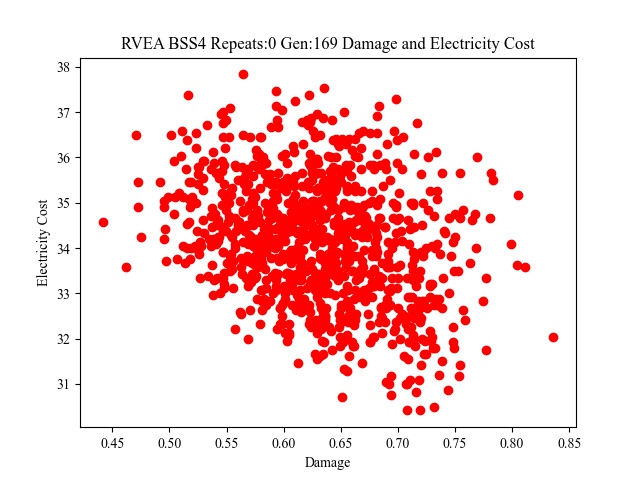 RVEA BSS4 Repeats:0 Gen:169 Damage and Electricity Cost
38
37
36
35
34
33
32
31
Electricity Cost
0.45 0.50 0.55 0.60 0.65 0.70 0.75 0.80 0.85
Damage